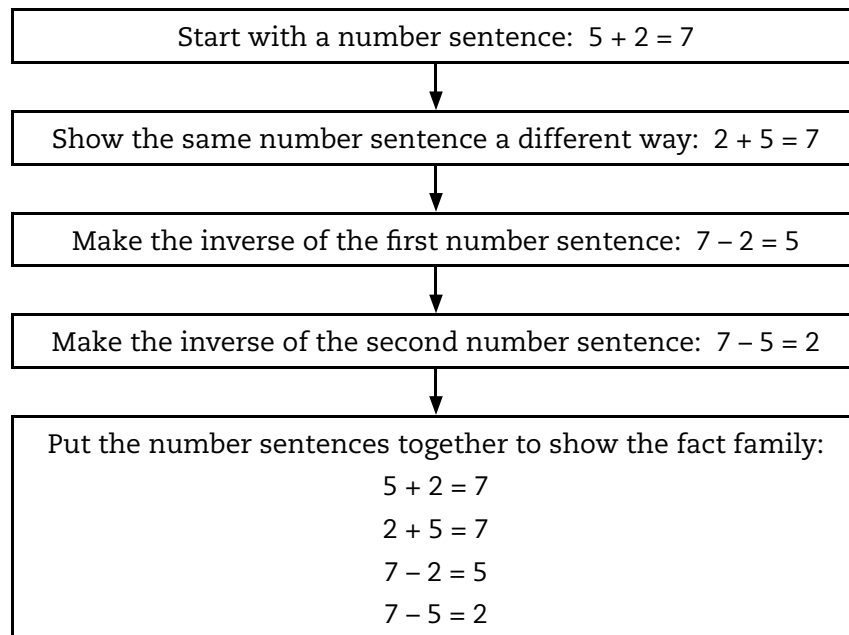 Start with a number sentence: 5 + 2 = 7
Show the same number sentence a different way: 2 + 5 = 7
Make the inverse of the first number sentence: 7 – 2 = 5
Make the inverse of the second number sentence: 7 – 5 = 2
Put the number sentences together to show the fact family:
5 + 2 = 7
2 + 5 = 7
7 – 2 = 5
7 – 5 = 2